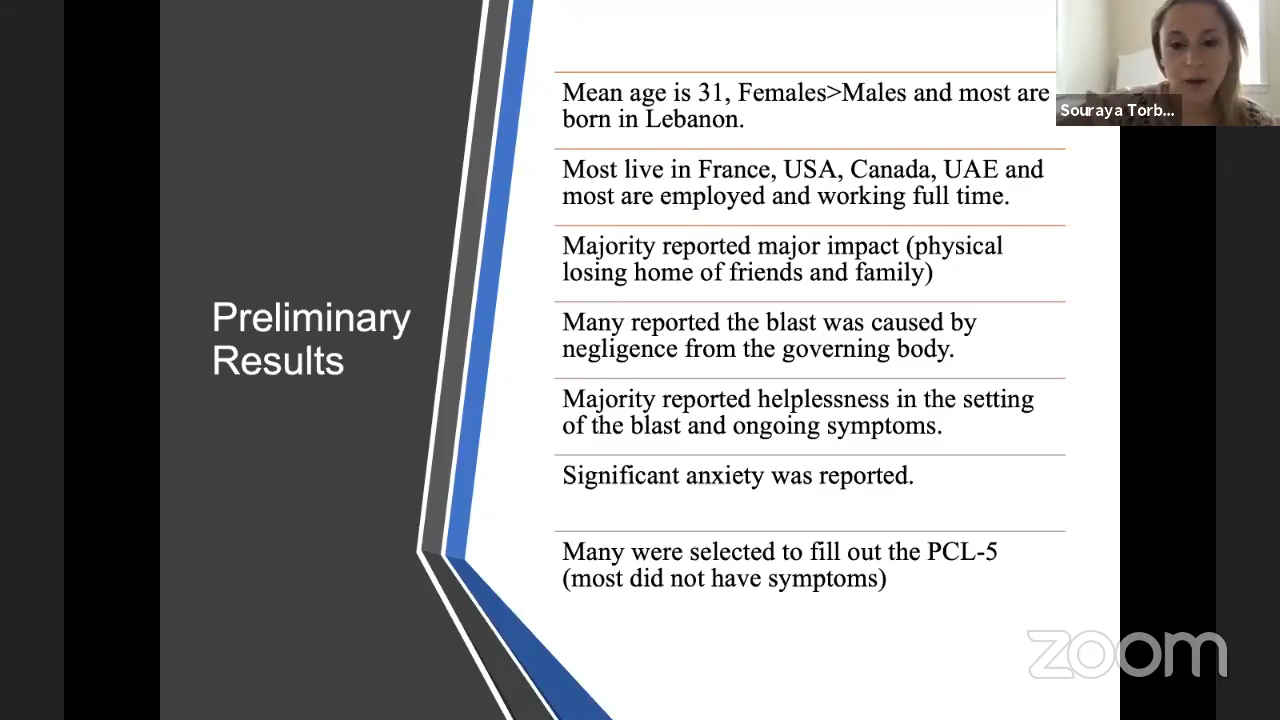 Preliminary
Results
Mean age is 31, Females>Males and most are
born in Lebanon.
Most live in France, USA, Canada, UAE and
most are employed and working full time.
Majority reported major impact (physical
losing home of friends and family)
Many reported the blast was caused by
negligence from the governing body.
Majority reported helplessness in the setting
of the blast and ongoing symptoms.
Significant anxiety was reported.
Many were selected to fill out the PCL-5
(most did not have symptoms)
Souraya Torb...
zoom